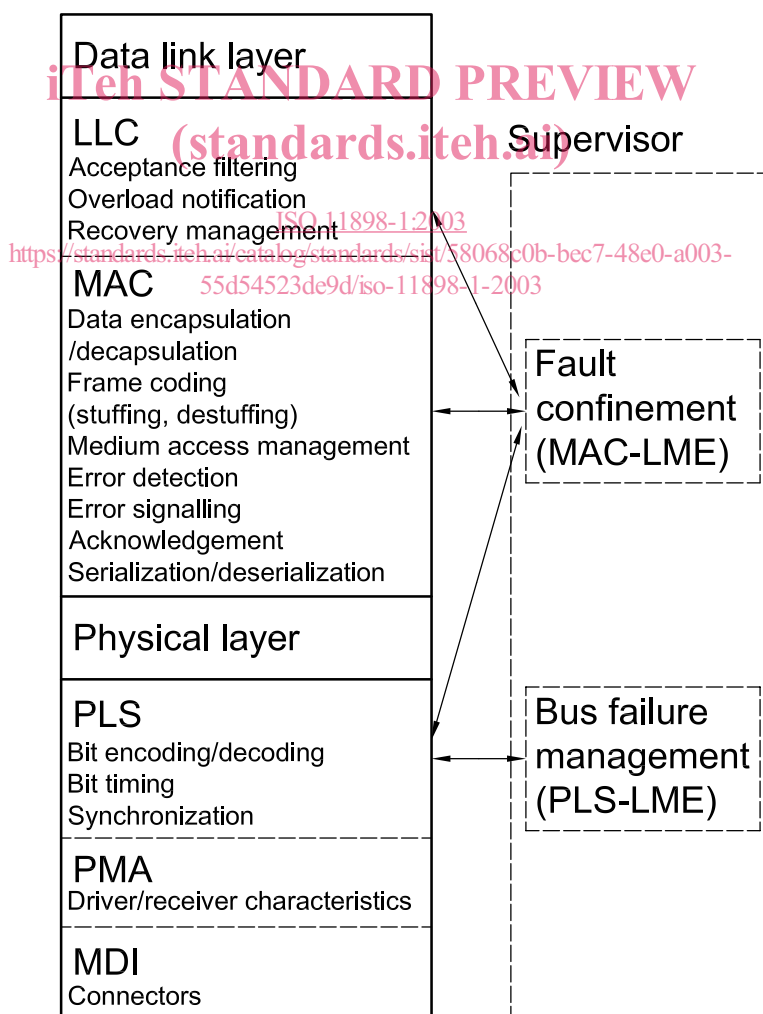 Data link layer
iTeh STANDARD PREVIEW
(standards.iteh.ai)
LLC
Acceptance filtering
Overload notification
Recovery management
ISO 11898-1:2003
https://standards.iteh.ai/catalog/standards/sist/58068c0b-bec7-48e0-a003-
55d54523de9d/iso-11898-1-2003
MAC
Data encapsulation
/decapsulation
Frame coding
(stuffing, destuffing)
Medium access management
Error detection
Error signalling
Acknowledgement
Serialization/deserialization
Physical layer
PLS
Bit encoding/decoding
Bit timing
Synchronization
PMA
Driver/receiver characteristics
MDI
Connectors
Supervisor
Fault
confinement
(MAC-LME)
Bus failure
management
(PLS-LME)